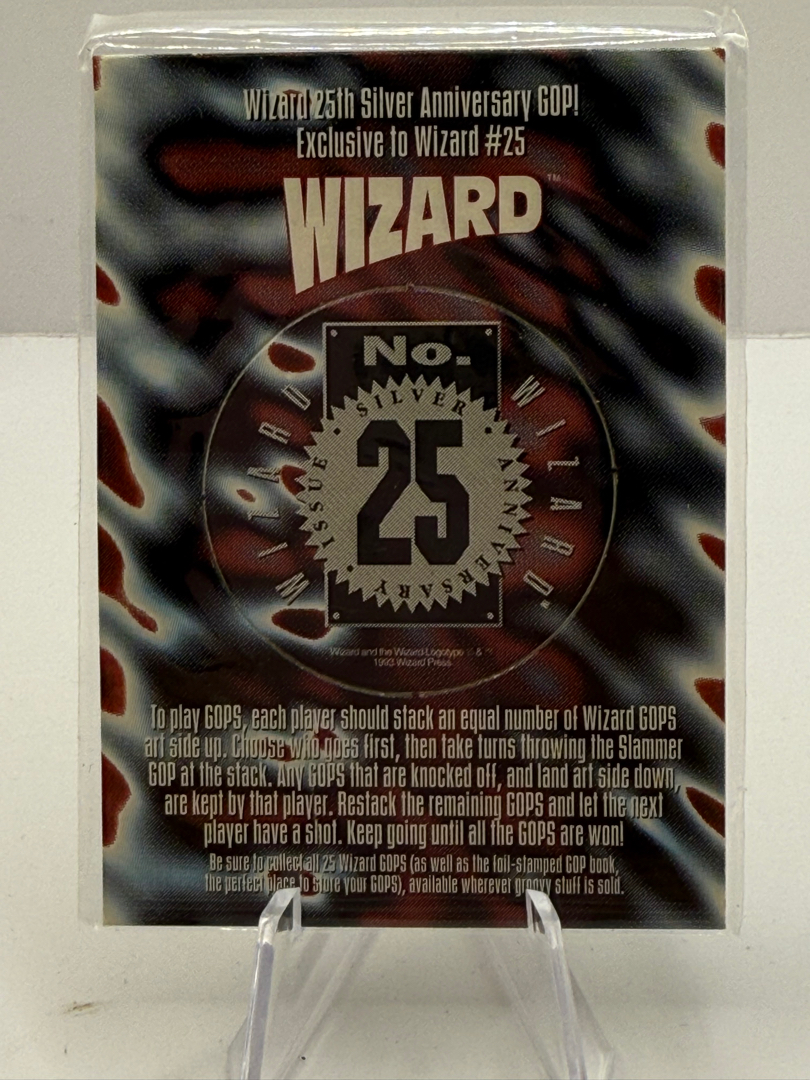 Wizard 25th Silver Anniversary GOP!
Exclusive to Wizard #25
WIZARD™
No.
WIZARD WIZARD
SILVER ANNIVERSARY ISSUE
25
Wizard and the Wizard Logotype ® & ™
1993 Wizard Press
To play GOPS, each player should stack an equal number of Wizard GOPS
art side up. Choose who goes first, then take turns throwing the Slammer
GOP at the stack. Any GOPS that are knocked off, and land art side down,
are kept by that player. Restack the remaining GOPS and let the next
player have a shot. Keep going until all the GOPS are won!
Be sure to collect all 25 Wizard GOPS (as well as the foil-stamped GOP book,
the perfect place to store your GOPS), available wherever groovy stuff is sold.